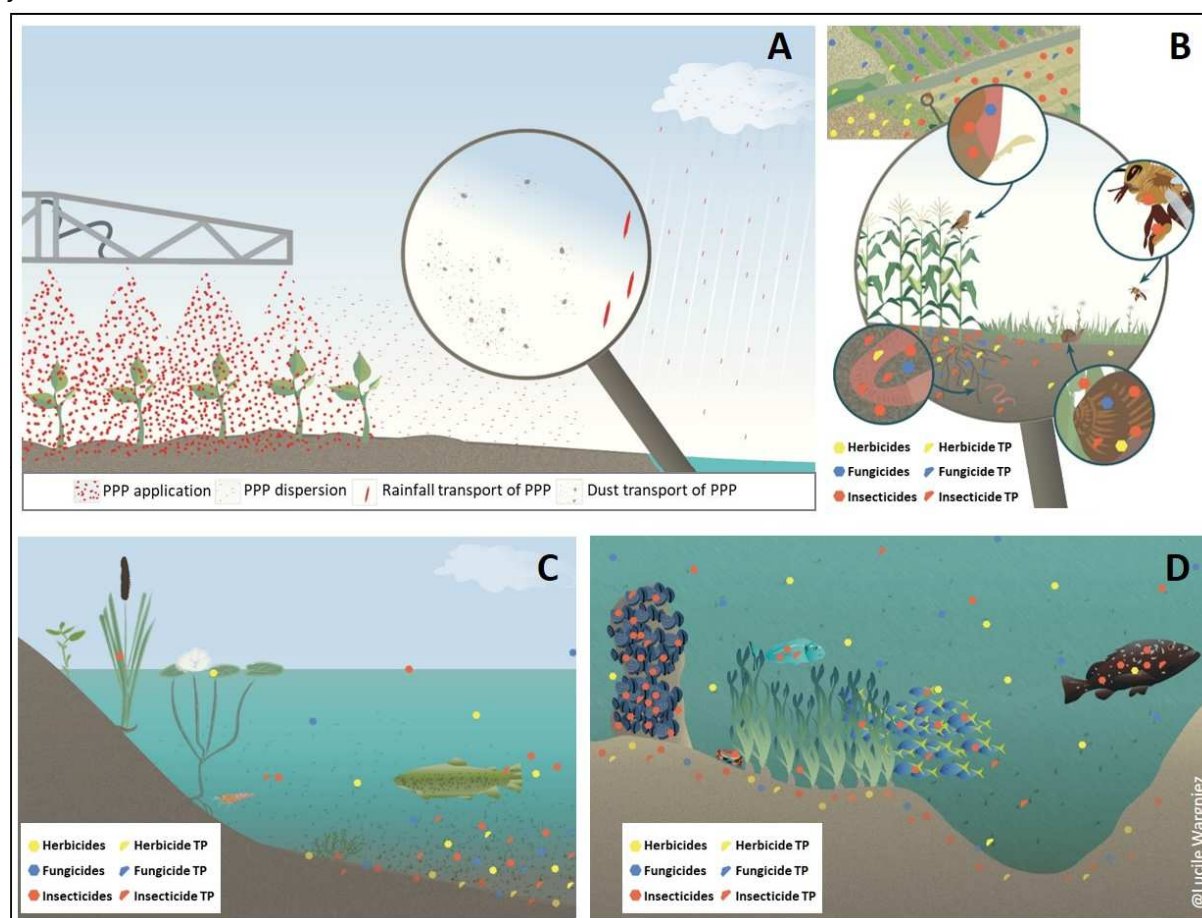 A
PPP application PPP dispersion Rainfall transport of PPP Dust transport of PPP
B
Herbicides Herbicide TP
Fungicides Fungicide TP
Insecticides Insecticide TP
C
Herbicides Herbicide TP
Fungicides Fungicide TP
Insecticides Insecticide TP
D
Herbicides Herbicide TP
Fungicides Fungicide TP
Insecticides Insecticide TP
@Lucile Wargniez